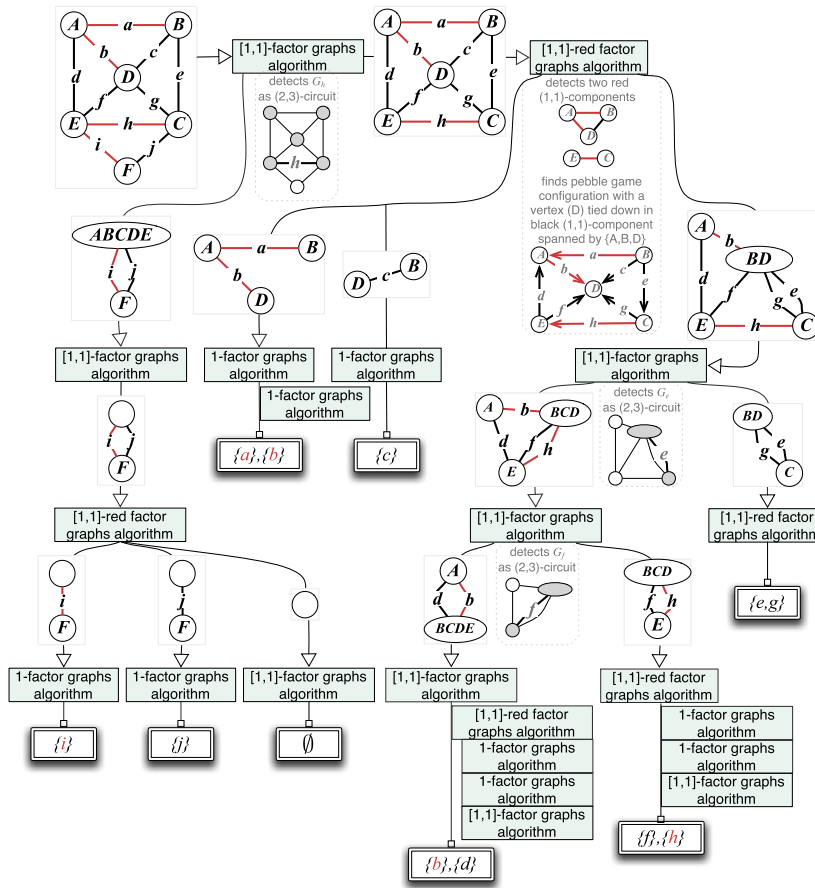 A a B
b c
d D e
f g
E h C
i j
F
[1,1]-factor graphs
algorithm
detects G_h
as (2,3)-circuit
h
A a B
b c
d D e
f g
E h C
[1,1]-red factor
graphs algorithm
detects two red
(1,1)-components
A B
D
E C
finds pebble game
configuration with a
vertex (D) tied down in
black (1,1)-component
spanned by {A,B,D}
A a B
b c
d D e
f g
E h C
ABCDE
i j
F
A a B
b
D
B
D c
A
b
BD
d f g e
E h C
[1,1]-factor graphs
algorithm
1-factor graphs
algorithm
1-factor graphs
algorithm
{a},{b}
1-factor graphs
algorithm
{c}
[1,1]-factor graphs
algorithm
i j
F
A b BCD
d f h
E
detects G_e
as (2,3)-circuit
e
BD
g e
C
[1,1]-red factor
graphs algorithm
[1,1]-factor graphs
algorithm
[1,1]-red factor
graphs algorithm
i
F
j
F
A
d b
BCDE
detects G_f
as (2,3)-circuit
f
BCD
f h
E
{e,g}
1-factor graphs
algorithm
1-factor graphs
algorithm
[1,1]-factor graphs
algorithm
[1,1]-factor graphs
algorithm
[1,1]-red factor
graphs algorithm
{i}
{j}
∅
[1,1]-red factor
graphs algorithm
1-factor graphs
algorithm
1-factor graphs
algorithm
[1,1]-factor graphs
algorithm
{b},{d}
1-factor graphs
algorithm
1-factor graphs
algorithm
[1,1]-factor graphs
algorithm
{f},{h}